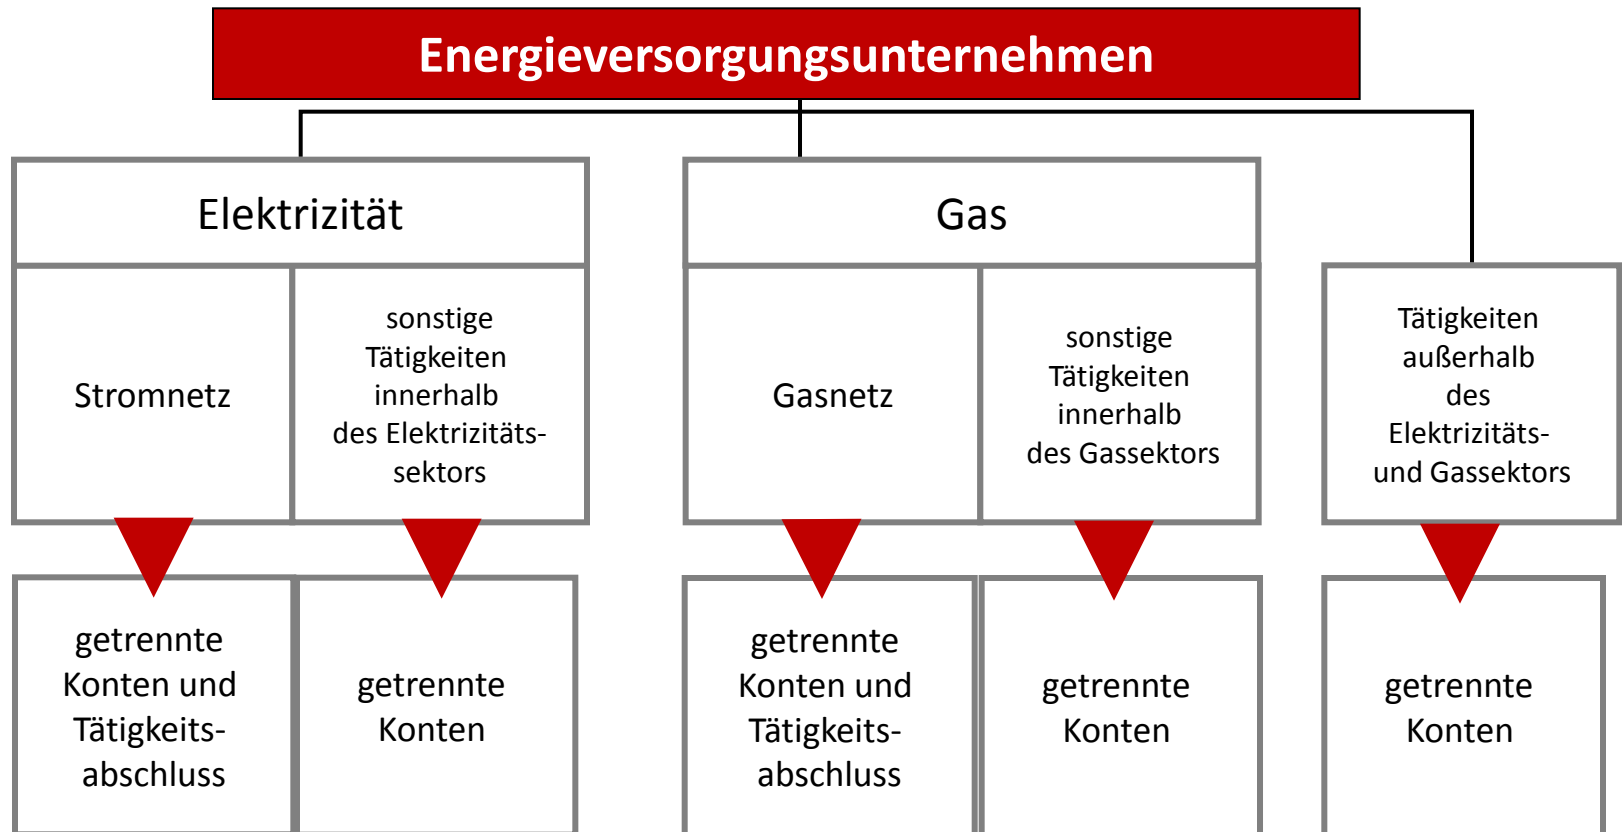 Energieversorgungsunternehmen
Elektrizität
Gas
Stromnetz
sonstige
Tätigkeiten
innerhalb
des Elektrizitäts-
sektors
Gasnetz
sonstige
Tätigkeiten
innerhalb
des Gassektors
Tätigkeiten
außerhalb
des
Elektrizitäts-
und Gassektors
getrennte
Konten und
Tätigkeits-
abschluss
getrennte
Konten
getrennte
Konten und
Tätigkeits-
abschluss
getrennte
Konten
getrennte
Konten